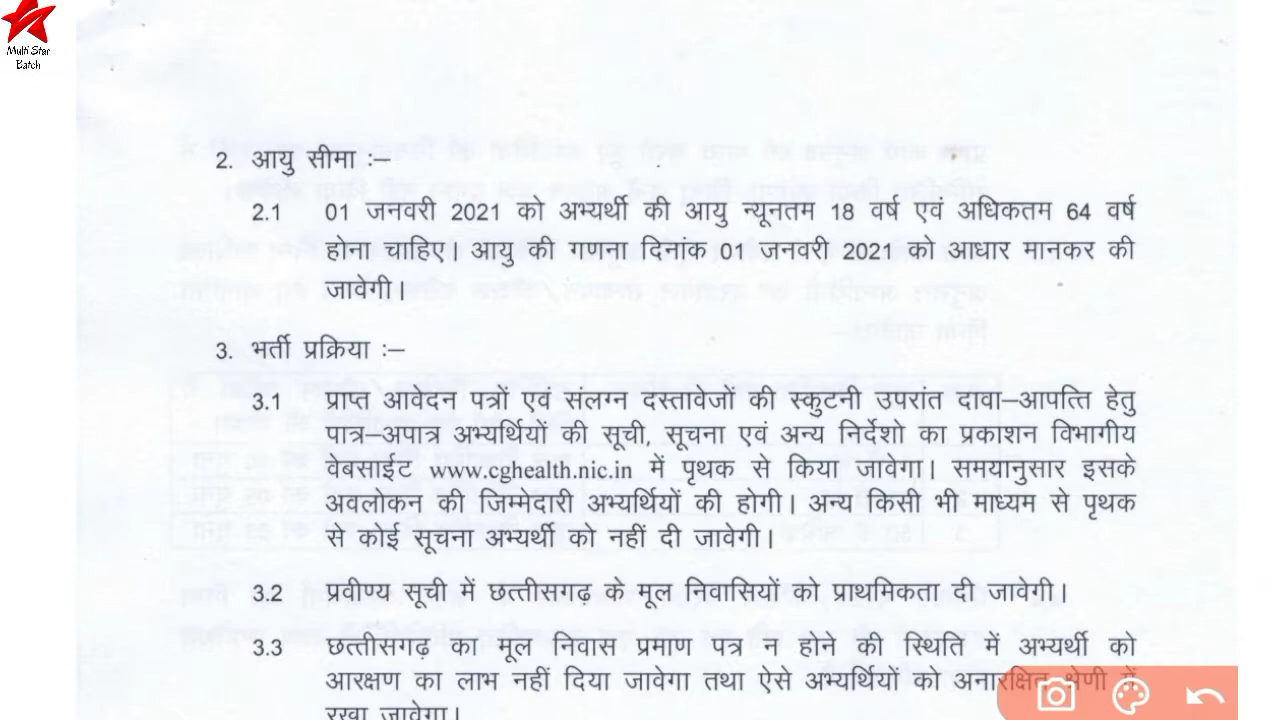 Multi Star
Batch
2. आयु सीमा :–
2.1 01 जनवरी 2021 को अभ्यर्थी की आयु न्यूनतम 18 वर्ष एवं अधिकतम 64 वर्ष
होना चाहिए। आयु की गणना दिनांक 01 जनवरी 2021 को आधार मानकर की
जावेगी।
3. भर्ती प्रक्रिया :–
3.1 प्राप्त आवेदन पत्रों एवं संलग्न दस्तावेजों की स्कुटनी उपरांत दावा–आपत्ति हेतु
पात्र–अपात्र अभ्यर्थियों की सूची, सूचना एवं अन्य निर्देशो का प्रकाशन विभागीय
वेबसाईट www.cghealth.nic.in में पृथक से किया जावेगा। समयानुसार इसके
अवलोकन की जिम्मेदारी अभ्यर्थियों की होगी। अन्य किसी भी माध्यम से पृथक
से कोई सूचना अभ्यर्थी को नहीं दी जावेगी।
3.2 प्रवीण्य सूची में छत्तीसगढ़ के मूल निवासियों को प्राथमिकता दी जावेगी।
3.3 छत्तीसगढ़ का मूल निवास प्रमाण पत्र न होने की स्थिति में अभ्यर्थी को
आरक्षण का लाभ नहीं दिया जावेगा तथा ऐसे अभ्यर्थियों को अनारक्षित श्रेणी में
रखा जावेगा।